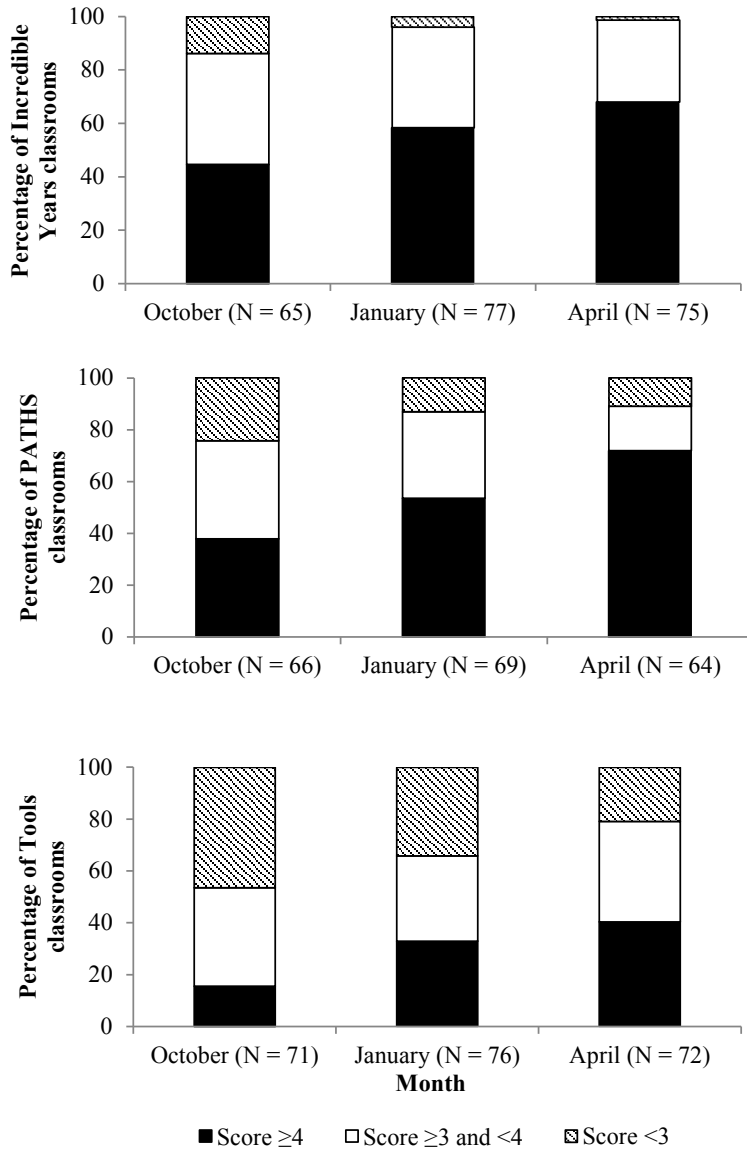 Percentage of Incredible
Years classrooms
100
80
60
40
20
0
October (N = 65)
January (N = 77)
April (N = 75)
Percentage of PATHS
classrooms
100
80
60
40
20
0
October (N = 66)
January (N = 69)
April (N = 64)
Percentage of Tools
classrooms
100
80
60
40
20
0
October (N = 71)
January (N = 76)
April (N = 72)
Month
Score ≥4
Score ≥3 and <4
Score <3